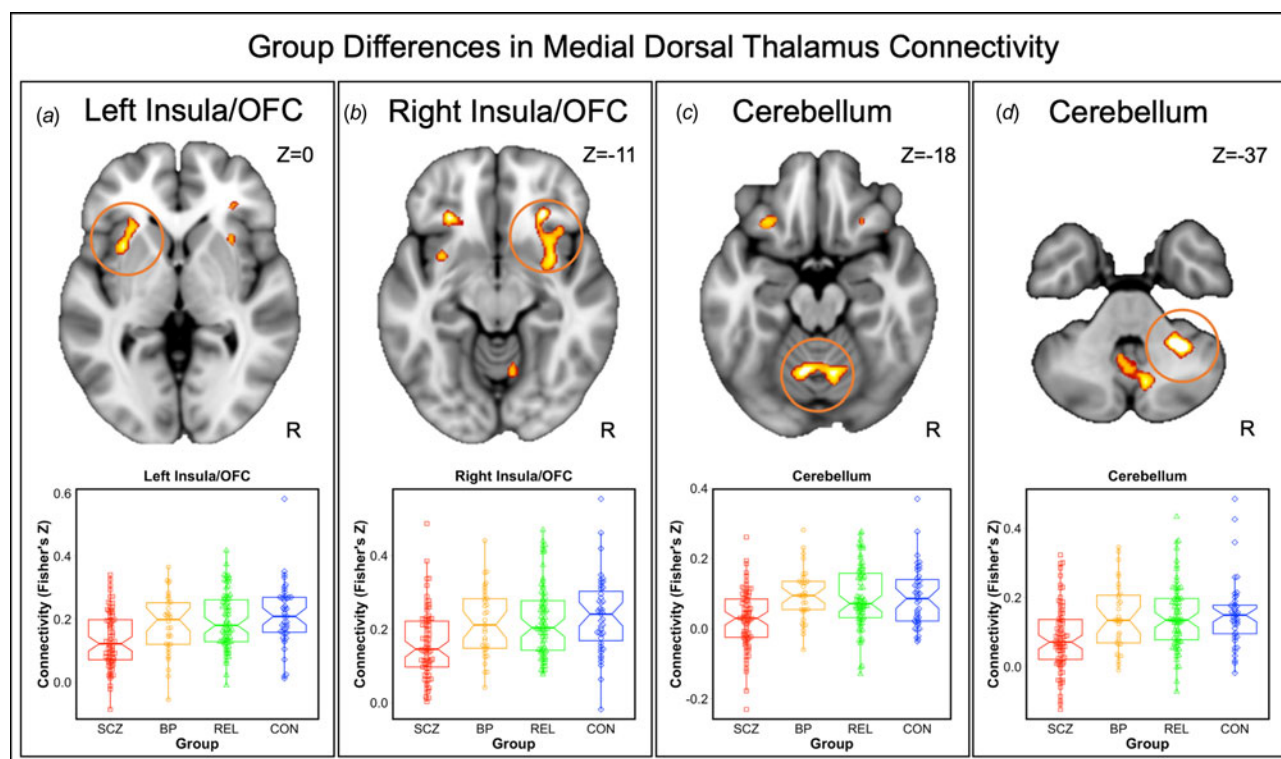 Group Differences in Medial Dorsal Thalamus Connectivity
(a) Left Insula/OFC
Z=0
R
Left Insula/OFC
Connectivity (Fisher's Z)
0.6
0.4
0.2
0.0
SCZ BP REL CON
Group
(b) Right Insula/OFC
Z=-11
R
Right Insula/OFC
Connectivity (Fisher's Z)
0.4
0.2
0.0
SCZ BP REL CON
Group
(c) Cerebellum
Z=-18
R
Cerebellum
Connectivity (Fisher's Z)
0.4
0.2
0.0
-0.2
SCZ BP REL CON
Group
(d) Cerebellum
Z=-37
R
Cerebellum
Connectivity (Fisher's Z)
0.4
0.2
0.0
SCZ BP REL CON
Group